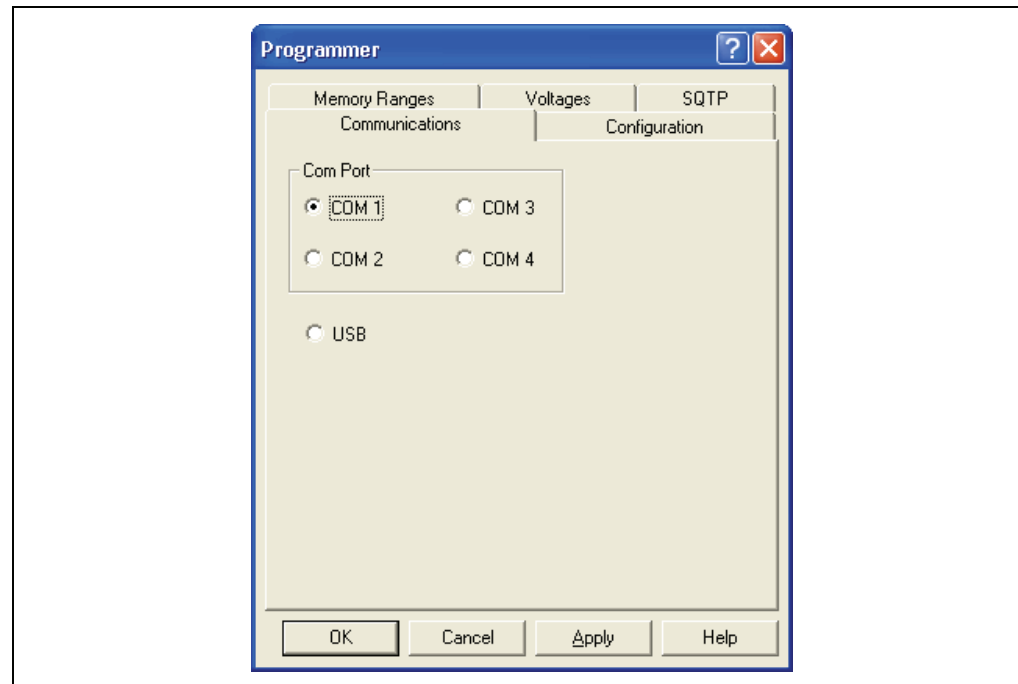 Programmer
Memory Ranges Voltages SQTP
Communications Configuration
Com Port
COM 1 COM 3
COM 2 COM 4
USB
OK Cancel Apply Help